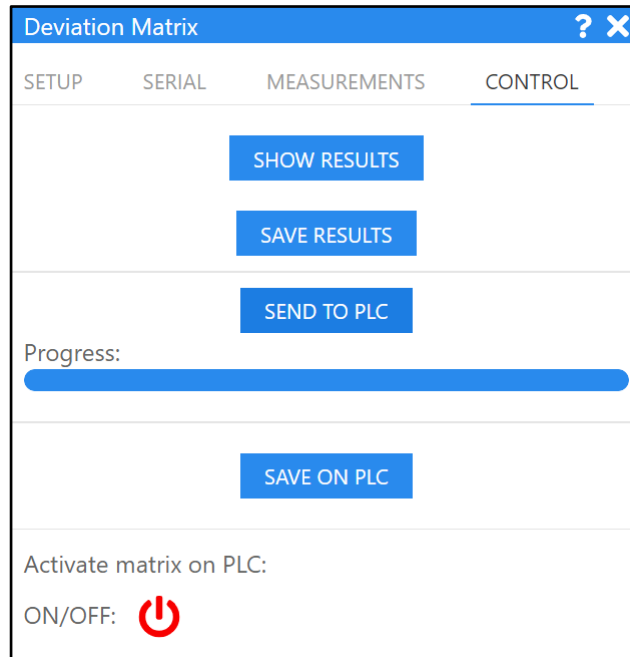 Deviation Matrix ?
SETUP SERIAL MEASUREMENTS CONTROL
SHOW RESULTS
SAVE RESULTS
SEND TO PLC
Progress:
SAVE ON PLC
Activate matrix on PLC:
ON/OFF: